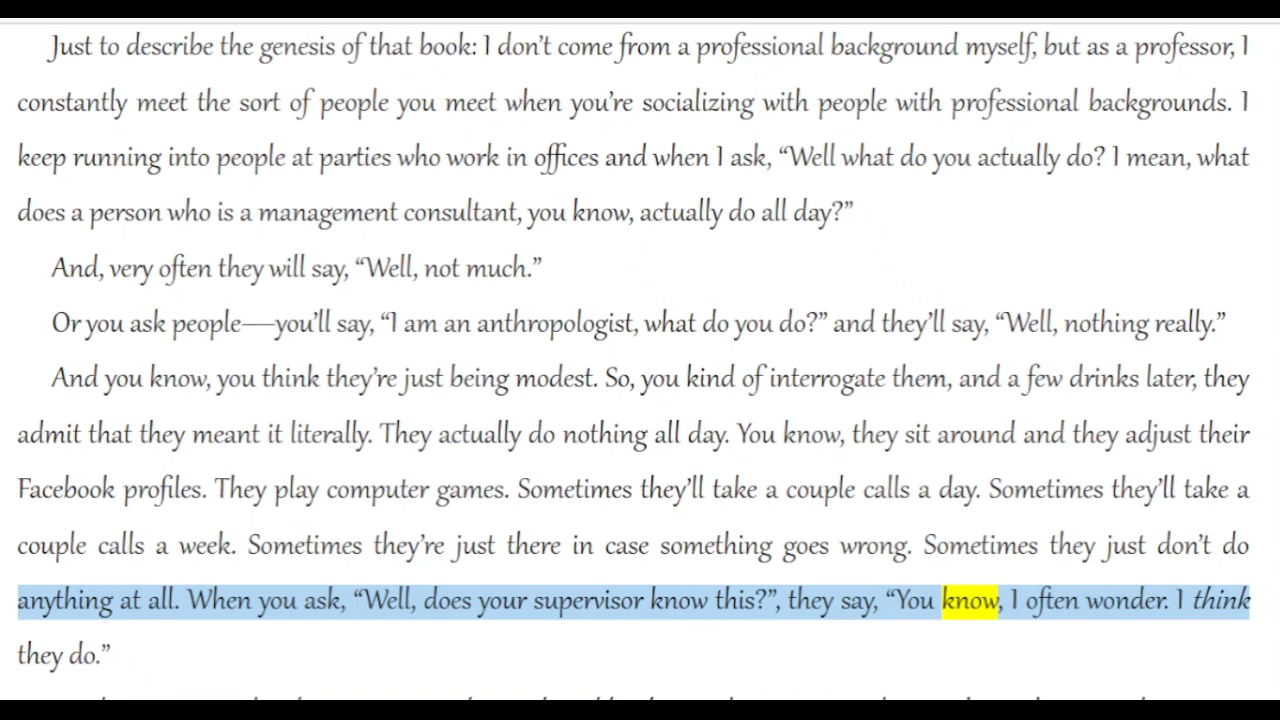 Just to describe the genesis of that book: I don’t come from a professional background myself, but as a professor, I
constantly meet the sort of people you meet when you’re socializing with people with professional backgrounds. I
keep running into people at parties who work in offices and when I ask, “Well what do you actually do? I mean, what
does a person who is a management consultant, you know, actually do all day?”
And, very often they will say, “Well, not much.”
Or you ask people—you’ll say, “I am an anthropologist, what do you do?” and they’ll say, “Well, nothing really.”
And you know, you think they’re just being modest. So, you kind of interrogate them, and a few drinks later, they
admit that they meant it literally. They actually do nothing all day. You know, they sit around and they adjust their
Facebook profiles. They play computer games. Sometimes they’ll take a couple calls a day. Sometimes they’ll take a
couple calls a week. Sometimes they’re just there in case something goes wrong. Sometimes they just don’t do
anything at all. When you ask, “Well, does your supervisor know this?”, they say, “You know, I often wonder. I think
they do.”